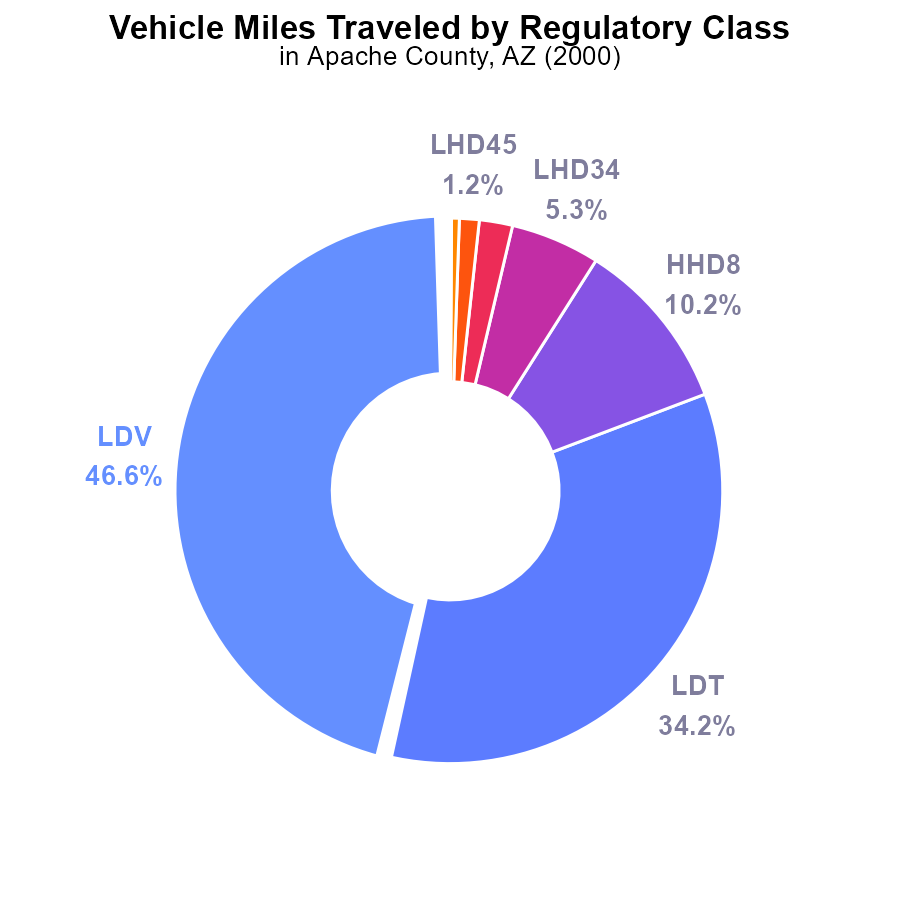 Vehicle Miles Traveled by Regulatory Class
in Apache County, AZ (2000)
LHD45
1.2%
LHD34
5.3%
HHD8
10.2%
LDV
46.6%
LDT
34.2%